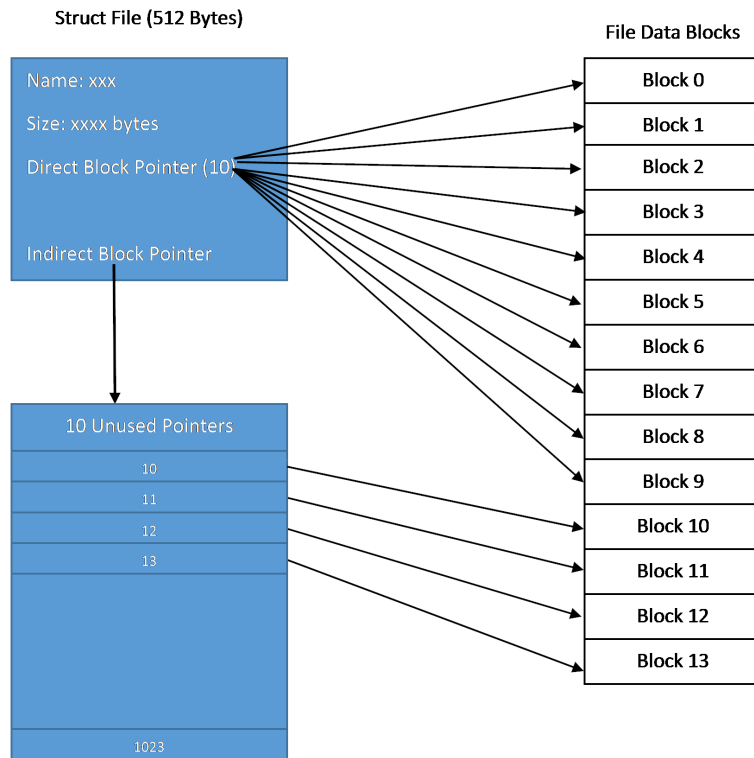 Struct File (512 Bytes)
Name: xxx
Size: xxxx bytes
Direct Block Pointer (10)
Indirect Block Pointer
10 Unused Pointers
10
11
12
13
1023
File Data Blocks
Block 0
Block 1
Block 2
Block 3
Block 4
Block 5
Block 6
Block 7
Block 8
Block 9
Block 10
Block 11
Block 12
Block 13